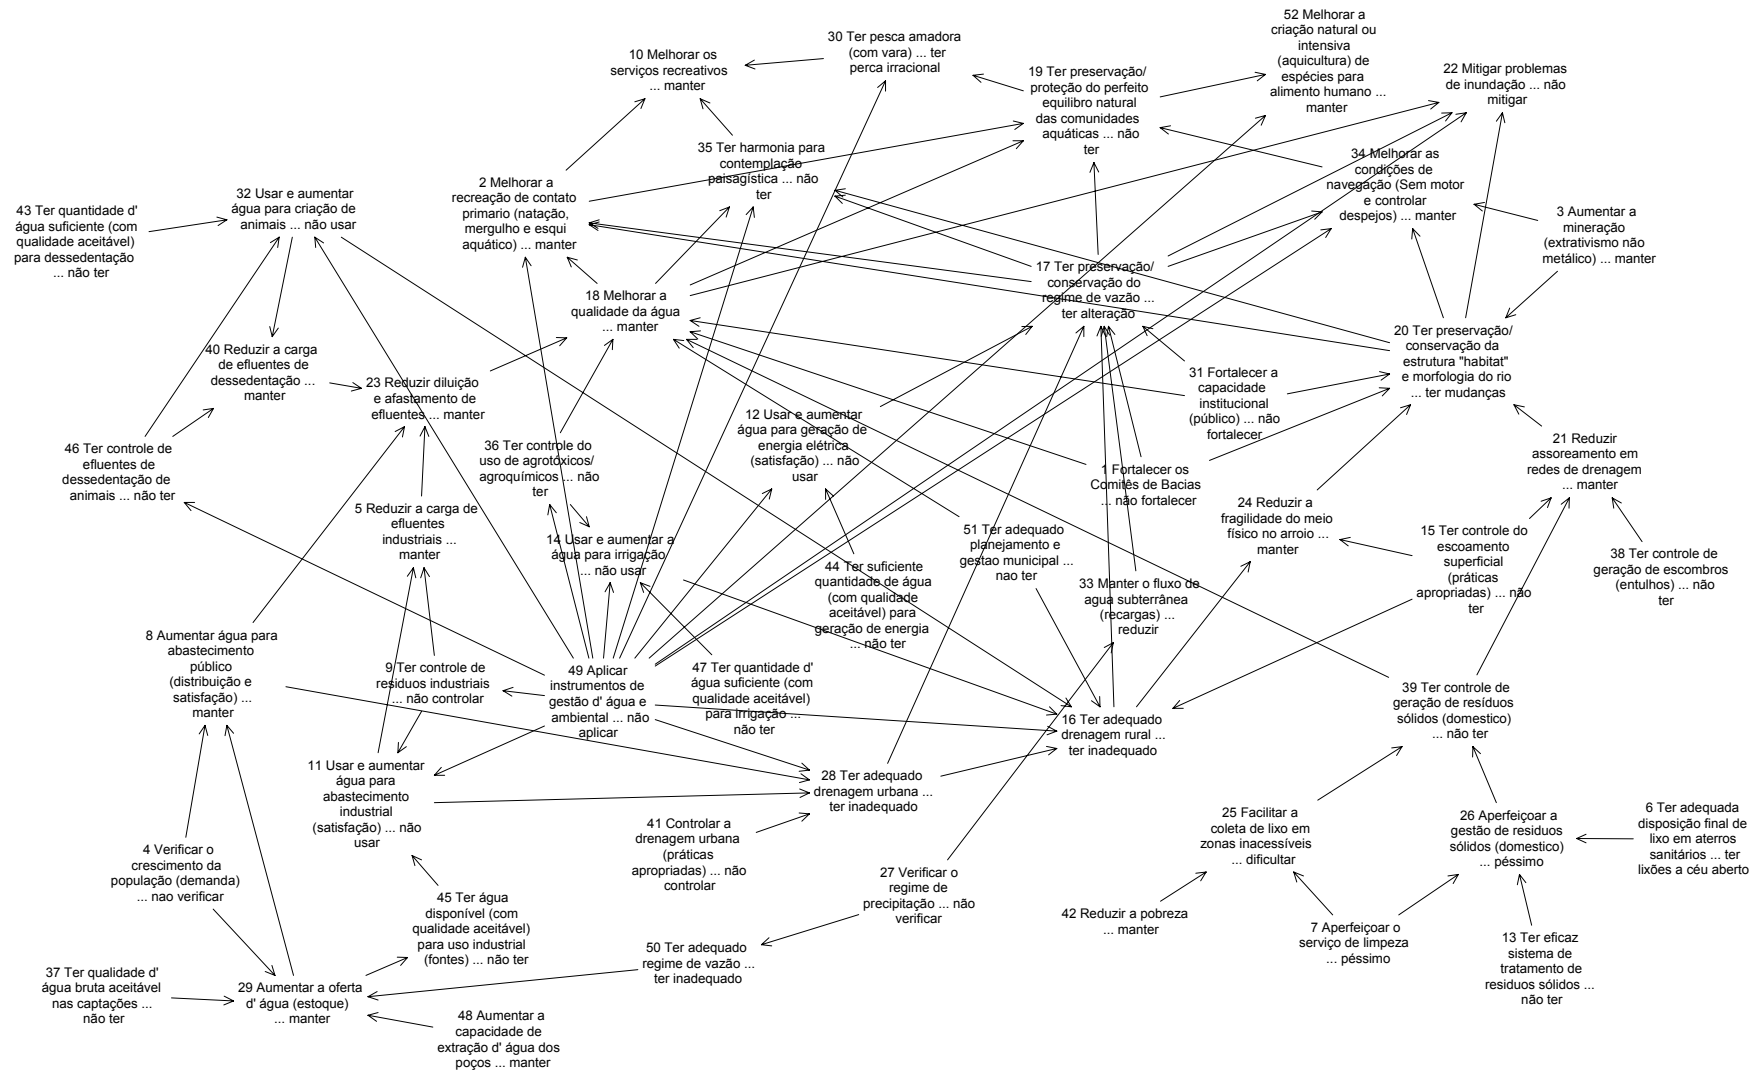 52 Melhorar a
criação natural ou
intensiva
(aquicultura) de
espécies para
alimento humano ...
manter
30 Ter pesca amadora
(com vara) ... ter
perca irracional
10 Melhorar os
serviços recreativos
... manter
19 Ter preservação/
proteção do perfeito
equilibro natural
das comunidades
aquáticas ... não
ter
22 Mitigar problemas
de inundação ... não
mitigar
35 Ter harmonia para
contemplação
paisagística ... não
ter
34 Melhorar as
condições de
navegação (Sem motor
e controlar
despejos) ... manter
2 Melhorar a
recreação de contato
primario (natação,
mergulho e esqui
aquático) ... manter
32 Usar e aumentar
água para criação de
animais ... não usar
43 Ter quantidade d'
água suficiente (com
qualidade aceitável)
para dessedentação
... não ter
3 Aumentar a
mineração
(extrativismo não
metálico) ... manter
17 Ter preservação/
conservação do
regime de vazão ...
ter alteração
18 Melhorar a
qualidade da água
... manter
20 Ter preservação/
conservação da
estrutura "habitat"
e morfologia do rio
... ter mudanças
40 Reduzir a carga
de efluentes de
dessedentação ...
manter
23 Reduzir diluição
e afastamento de
efluentes ... manter
31 Fortalecer a
capacidade
institucional
(público) ... não
fortalecer
12 Usar e aumentar
água para geração de
energia elétrica
(satisfação) ... não
usar
46 Ter controle de
efluentes de
dessedentação de
animais ... não ter
36 Ter controle do
uso de agrotóxicos/
agroquímicos ... não
ter
21 Reduzir
assoreamento em
redes de drenagem
... manter
1 Fortalecer os
Comitês de Bacias
... não fortalecer
24 Reduzir a
fragilidade do meio
físico no arroio ...
manter
5 Reduzir a carga de
efluentes
industriais ...
manter
14 Usar e aumentar a
água para irrigação
... não usar
51 Ter adequado
planejamento e
gestao municipal ...
nao ter
15 Ter controle do
escoamento
superficial
(práticas
apropriadas) ... não
ter
38 Ter controle de
geração de escombros
(entulhos) ... não
ter
44 Ter suficiente
quantidade de água
(com qualidade
aceitável) para
geração de energia
... não ter
33 Manter o fluxo de
agua subterrânea
(recargas) ...
reduzir
8 Aumentar água para
abastecimento
público
(distribuição e
satisfação) ...
manter
9 Ter controle de
residuos industriais
... não controlar
49 Aplicar
instrumentos de
gestão d' água e
ambiental ... não
aplicar
47 Ter quantidade d'
água suficiente (com
qualidade aceitável)
para irrigação ...
não ter
16 Ter adequado
drenagem rural ...
ter inadequado
39 Ter controle de
geração de resíduos
sólidos (domestico)
... não ter
11 Usar e aumentar
água para
abastecimento
industrial
(satisfação) ... não
usar
28 Ter adequado
drenagem urbana ...
ter inadequado
41 Controlar a
drenagem urbana
(práticas
apropriadas) ... não
controlar
25 Facilitar a
coleta de lixo em
zonas inacessíveis
... dificultar
26 Aperfeiçoar a
gestão de residuos
sólidos (domestico)
... péssimo
6 Ter adequada
disposição final de
lixo em aterros
sanitários ... ter
lixões a céu aberto
4 Verificar o
crescimento da
população (demanda)
... nao verificar
27 Verificar o
regime de
precipitação ... não
verificar
45 Ter água
disponível (com
qualidade aceitável)
para uso industrial
(fontes) ... não ter
42 Reduzir a pobreza
... manter
7 Aperfeiçoar o
serviço de limpeza
... péssimo
13 Ter eficaz
sistema de
tratamento de
residuos sólidos ...
não ter
50 Ter adequado
regime de vazão ...
ter inadequado
37 Ter qualidade d'
água bruta aceitável
nas captações ...
não ter
29 Aumentar a oferta
d' água (estoque)
... manter
48 Aumentar a
capacidade de
extração d' água dos
poços ... manter